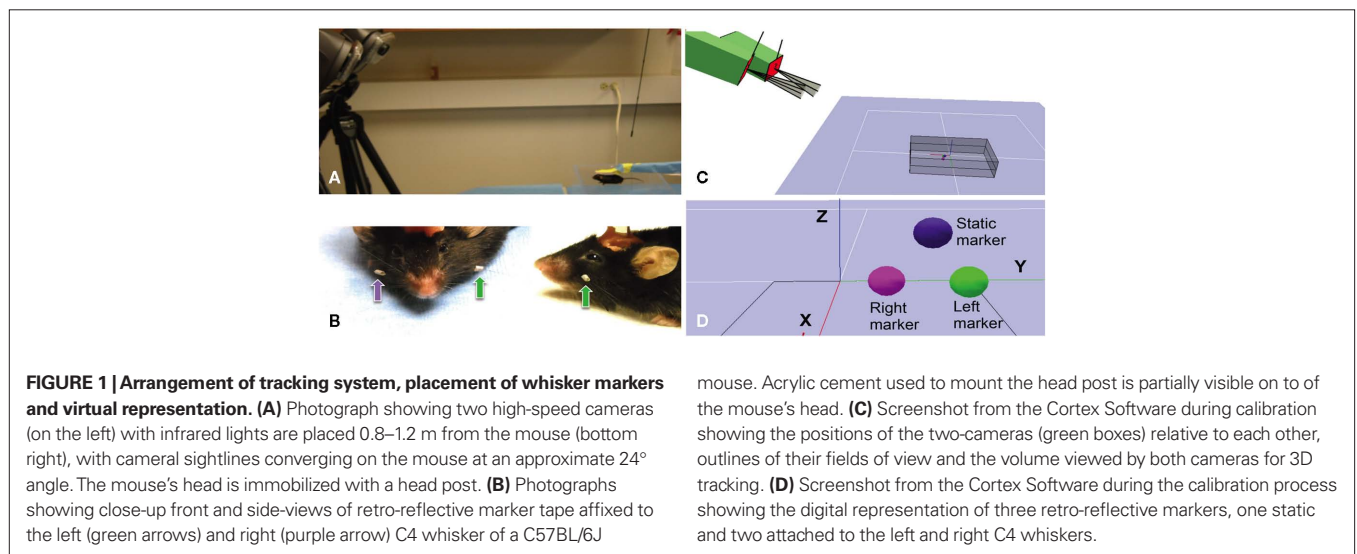 A
C
B
Z
Static
marker
Y
Right
marker
Left
marker
X
D
FIGURE 1 | Arrangement of tracking system, placement of whisker markers
and virtual representation. (A) Photograph showing two high-speed cameras
(on the left) with infrared lights are placed 0.8–1.2 m from the mouse (bottom
right), with cameral sightlines converging on the mouse at an approximate 24°
angle. The mouse's head is immobilized with a head post. (B) Photographs
showing close-up front and side-views of retro-reflective marker tape affixed to
the left (green arrows) and right (purple arrow) C4 whisker of a C57BL/6J
mouse. Acrylic cement used to mount the head post is partially visible on to of
the mouse's head. (C) Screenshot from the Cortex Software during calibration
showing the positions of the two-cameras (green boxes) relative to each other,
outlines of their fields of view and the volume viewed by both cameras for 3D
tracking. (D) Screenshot from the Cortex Software during the calibration process
showing the digital representation of three retro-reflective markers, one static
and two attached to the left and right C4 whiskers.